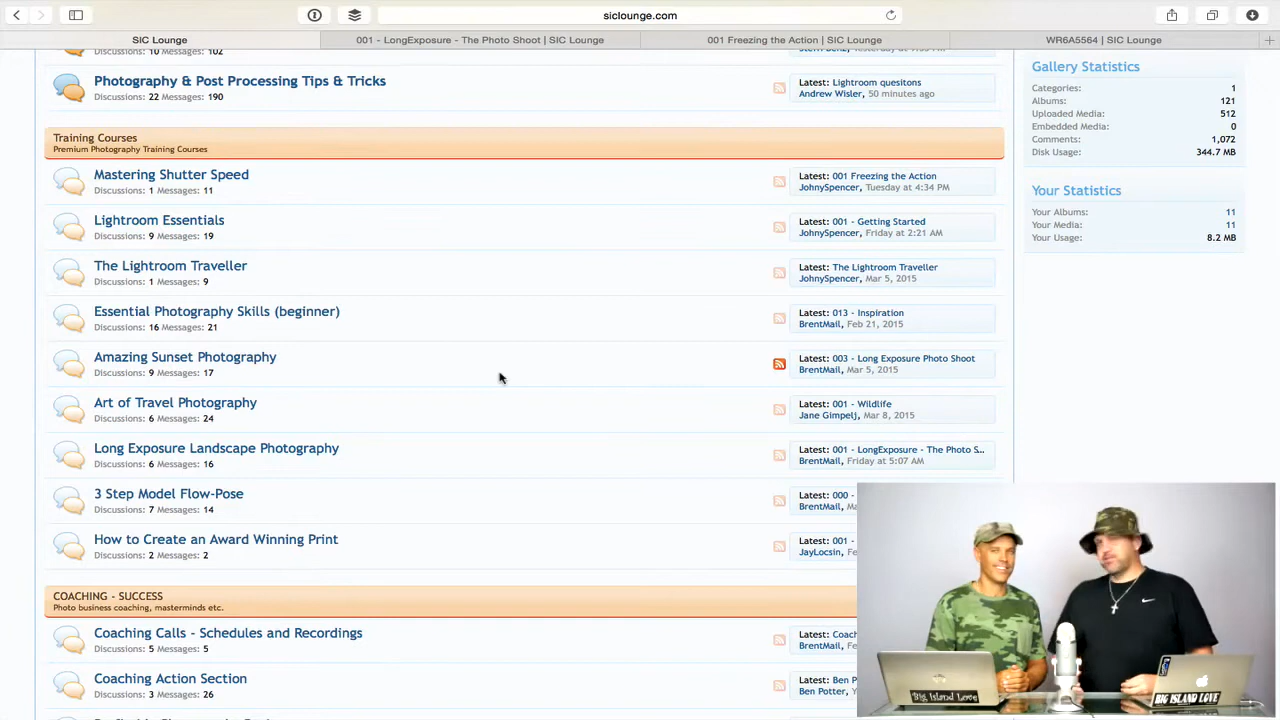 siclounge.com
SIC Lounge
001 - LongExposure - The Photo Shoot | SIC Lounge
001 Freezing the Action | SIC Lounge
WR6A5564 | SIC Lounge
Discussions: 10 Messages: 102
Photography & Post Processing Tips & Tricks
Discussions: 22 Messages: 190
Latest: Lightroom quesitons
Andrew Wisler, 50 minutes ago
Training Courses
Premium Photography Training Courses
Mastering Shutter Speed
Discussions: 1 Messages: 11
Latest: 001 Freezing the Action
JohnySpencer, Tuesday at 4:34 PM
Lightroom Essentials
Discussions: 9 Messages: 19
Latest: 001 - Getting Started
JohnySpencer, Friday at 2:21 AM
The Lightroom Traveller
Discussions: 1 Messages: 9
Latest: The Lightroom Traveller
JohnySpencer, Mar 5, 2015
Essential Photography Skills (beginner)
Discussions: 16 Messages: 21
Latest: 013 - Inspiration
BrentMail, Feb 21, 2015
Amazing Sunset Photography
Discussions: 9 Messages: 17
Latest: 003 - Long Exposure Photo Shoot
BrentMail, Mar 5, 2015
Art of Travel Photography
Discussions: 6 Messages: 24
Latest: 001 - Wildlife
Jane Gimpelj, Mar 8, 2015
Long Exposure Landscape Photography
Discussions: 6 Messages: 16
Latest: 001 - LongExposure - The Photo S...
BrentMail, Friday at 5:07 AM
3 Step Model Flow-Pose
Discussions: 7 Messages: 14
Latest: 000 -
BrentMail,
How to Create an Award Winning Print
Discussions: 2 Messages: 2
Latest: 001 -
JayLocsin,
COACHING - SUCCESS
Photo business coaching, masterminds etc.
Coaching Calls - Schedules and Recordings
Discussions: 5 Messages: 5
Latest: Coach
BrentMail,
Coaching Action Section
Discussions: 3 Messages: 26
Latest: Ben P
Ben Potter,
Gallery Statistics
Categories: 1
Albums: 121
Uploaded Media: 512
Embedded Media: 0
Comments: 1,072
Disk Usage: 344.7 MB
Your Statistics
Your Albums: 11
Your Media: 11
Your Usage: 8.2 MB
Big Island Love
BIG ISLAND LOVE